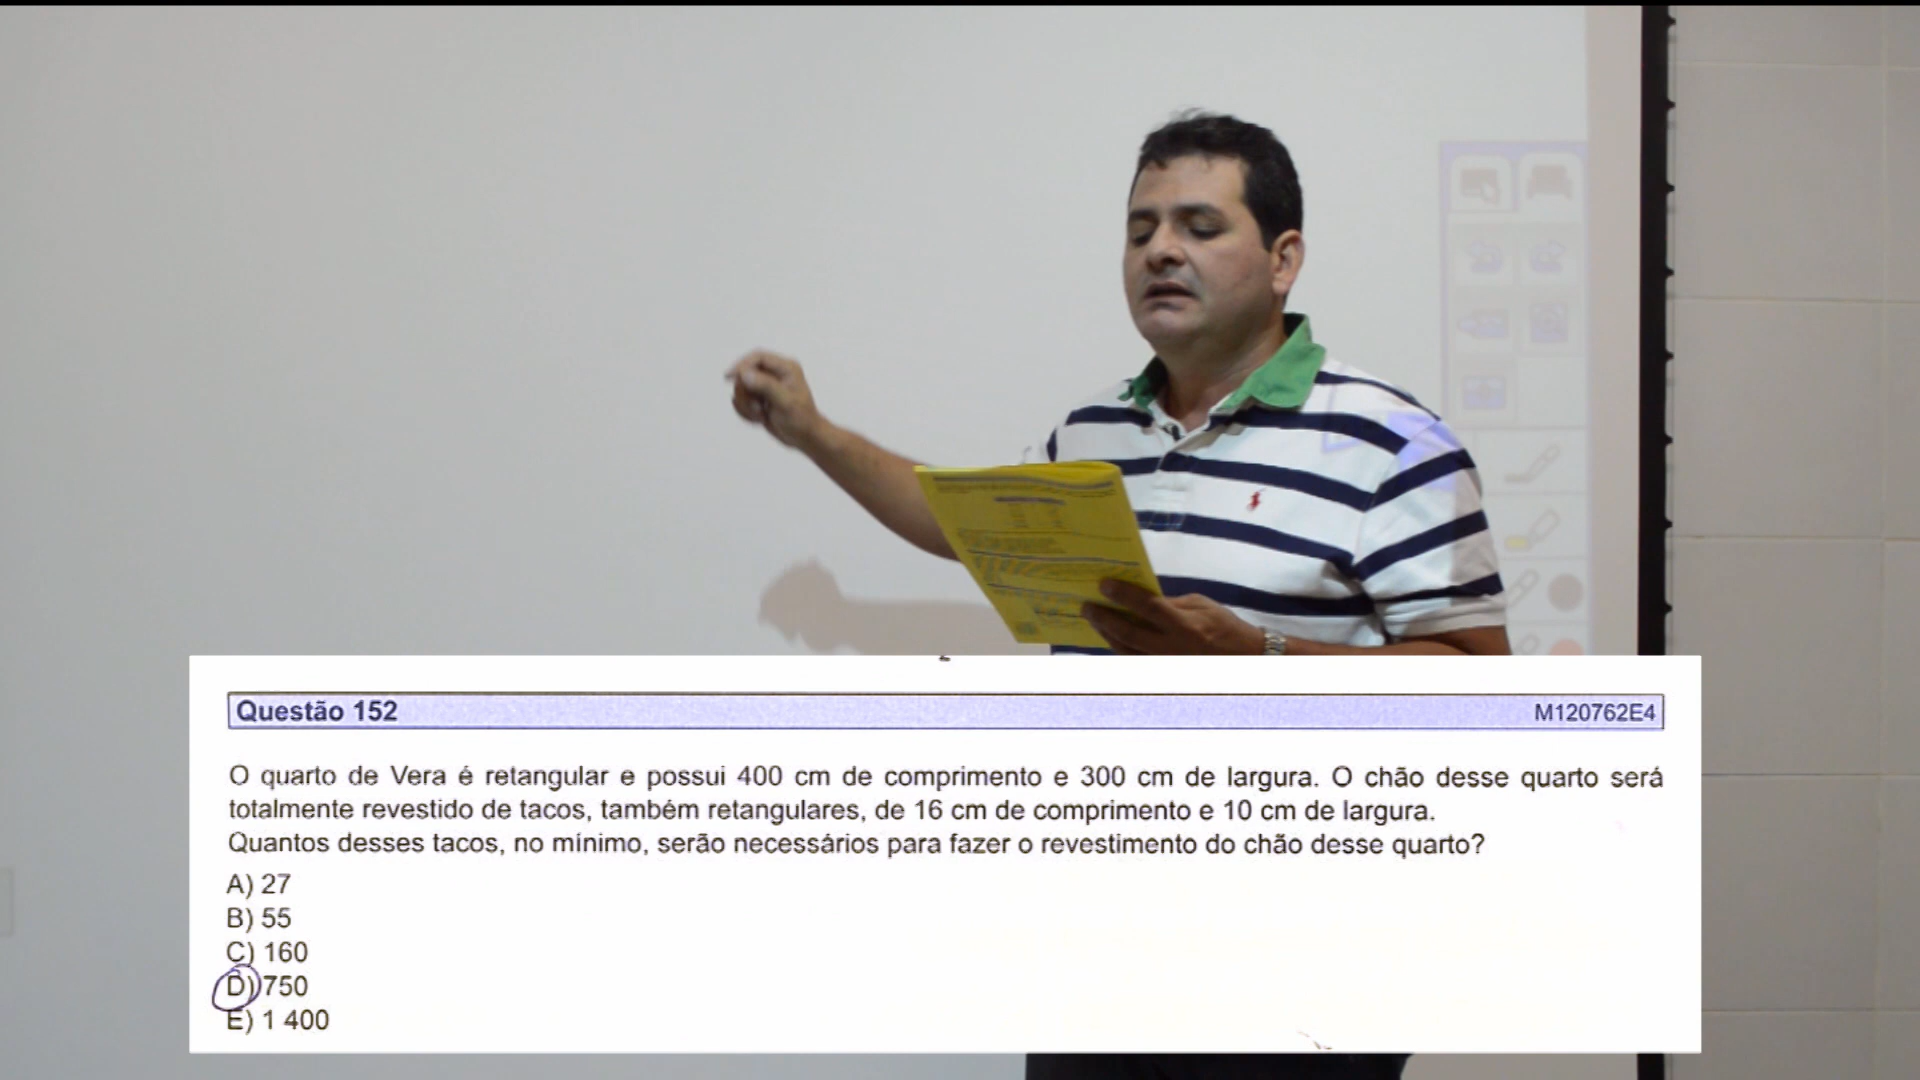 Questão 152
M120762E4
O quarto de Vera é retangular e possui 400 cm de comprimento e 300 cm de largura. O chão desse quarto será
totalmente revestido de tacos, também retangulares, de 16 cm de comprimento e 10 cm de largura.
Quantos desses tacos, no mínimo, serão necessários para fazer o revestimento do chão desse quarto?
A) 27
B) 55
C) 160
D) 750
E) 1 400